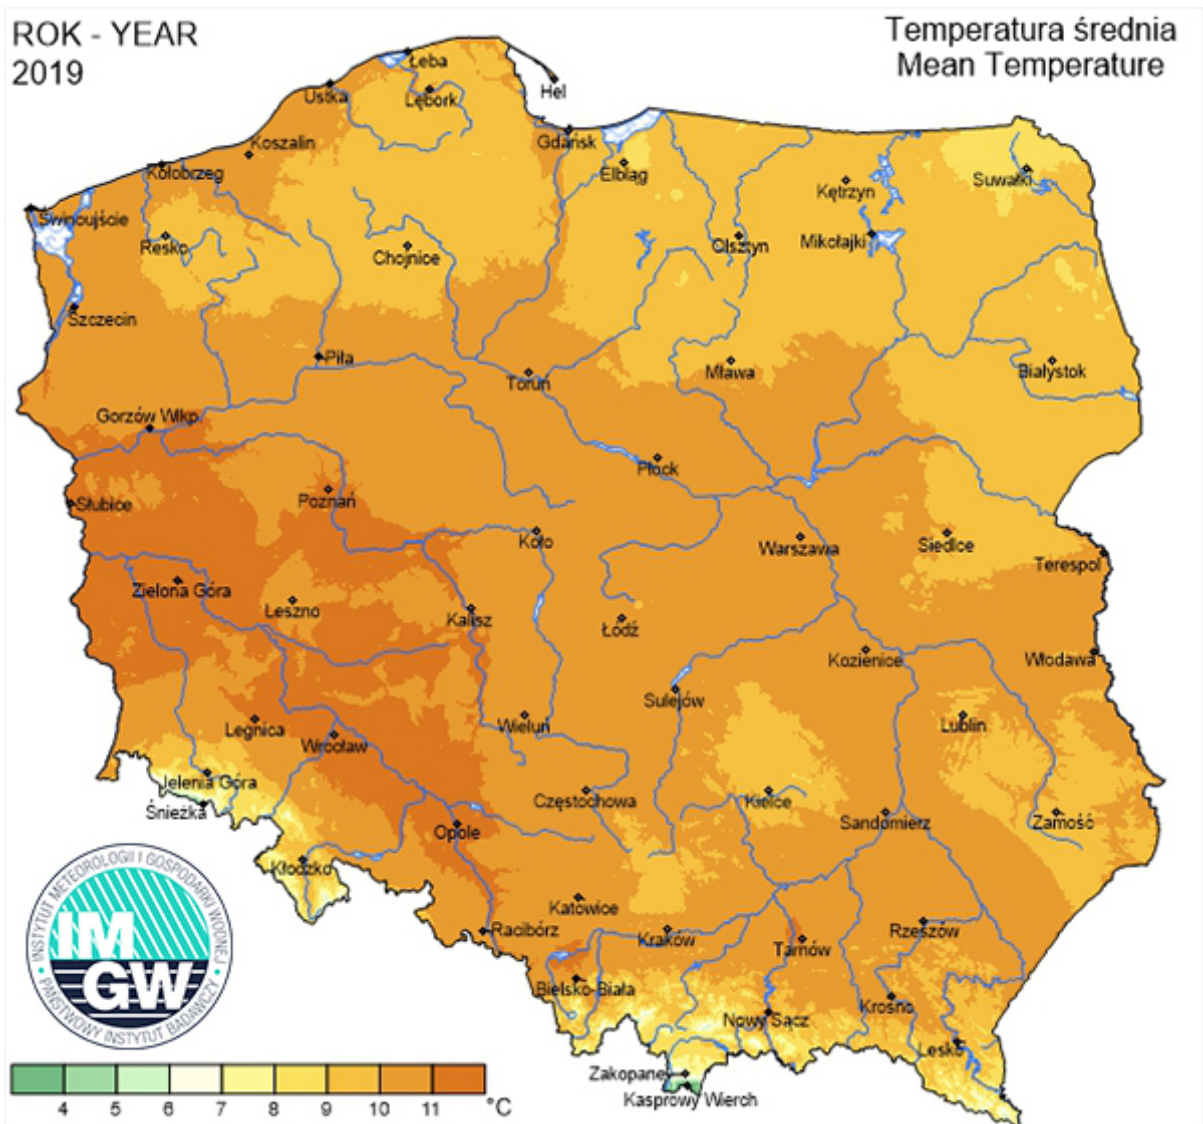 ROK - YEAR
2019
Temperatura średnia
Mean Temperature
Łeba
Ustka
Lębork
Hel
Koszalin
Gdańsk
Kołobrzeg
Elbląg
Kętrzyn
Suwałki
Świnoujście
Resko
Chojnice
Olsztyn
Mikołajki
Szczecin
Piła
Toruń
Mława
Białystok
Gorzów Wlkp.
Płock
Słubice
Poznań
Koło
Warszawa
Siedlce
Terespol
Zielona Góra
Leszno
Kalisz
Łódź
Kozienice
Włodawa
Sulejów
Legnica
Wrocław
Wieluń
Lublin
Jelenia Góra
Śnieżka
Częstochowa
Kielce
Sandomierz
Zamość
Opole
Kłodzko
Katowice
Racibórz
Kraków
Tarnów
Rzeszów
Bielsko-Biała
Nowy Sącz
Krosno
Lesko
Zakopane
Kasprowy Wierch
INSTYTUT METEOROLOGII I GOSPODARKI WODNEJ
IM
GW
PAŃSTWOWY INSTYTUT BADAWCZY
4 5 6 7 8 9 10 11 °C